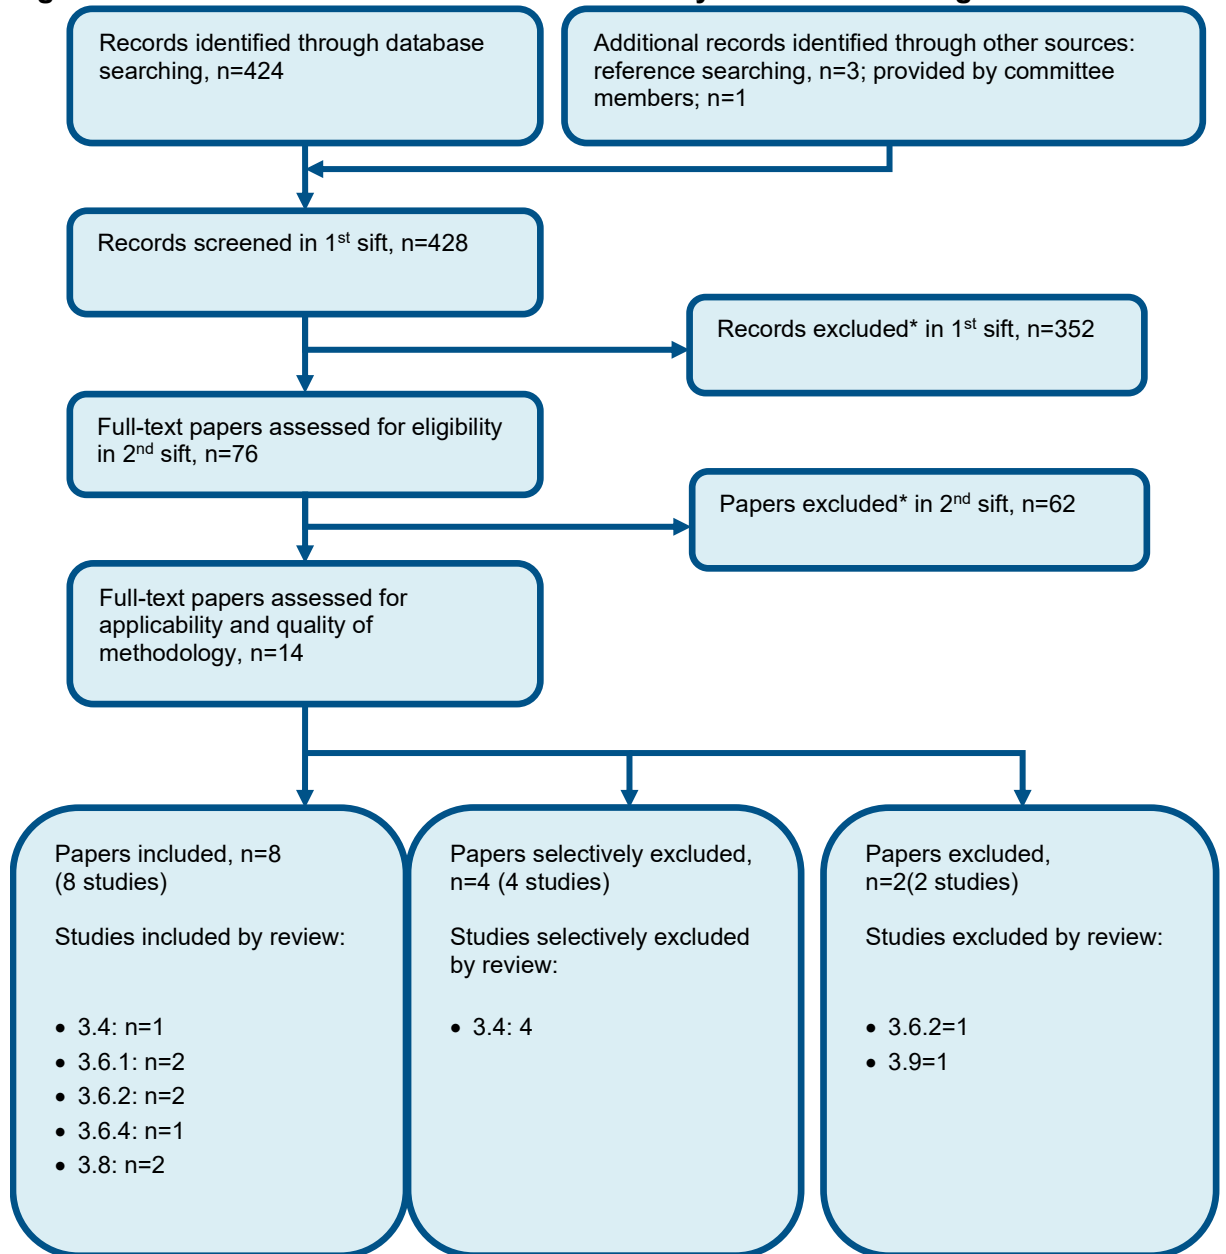 Records identified through database
searching, n=424
Additional records identified through other sources:
reference searching, n=3; provided by committee
members; n=1
Records screened in 1st sift, n=428
Records excluded* in 1st sift, n=352
Full-text papers assessed for eligibility
in 2nd sift, n=76
Papers excluded* in 2nd sift, n=62
Full-text papers assessed for
applicability and quality of
methodology, n=14
Papers included, n=8
(8 studies)
Studies included by review:
• 3.4: n=1
• 3.6.1: n=2
• 3.6.2: n=2
• 3.6.4: n=1
• 3.8: n=2
Papers selectively excluded,
n=4 (4 studies)
Studies selectively excluded
by review:
• 3.4: 4
Papers excluded,
n=2(2 studies)
Studies excluded by review:
• 3.6.2=1
• 3.9=1